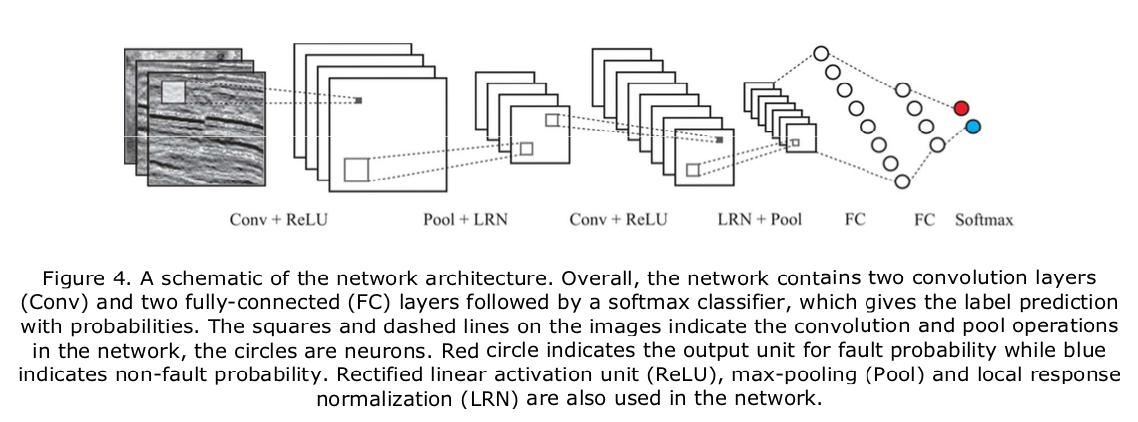 Conv + ReLU Pool + LRN Conv + ReLU LRN + Pool FC FC Softmax
Figure 4. A schematic of the network architecture. Overall, the network contains two convolution layers
(Conv) and two fully-connected (FC) layers followed by a softmax classifier, which gives the label prediction
with probabilities. The squares and dashed lines on the images indicate the convolution and pool operations
in the network, the circles are neurons. Red circle indicates the output unit for fault probability while blue
indicates non-fault probability. Rectified linear activation unit (ReLU), max-pooling (Pool) and local response
normalization (LRN) are also used in the network.